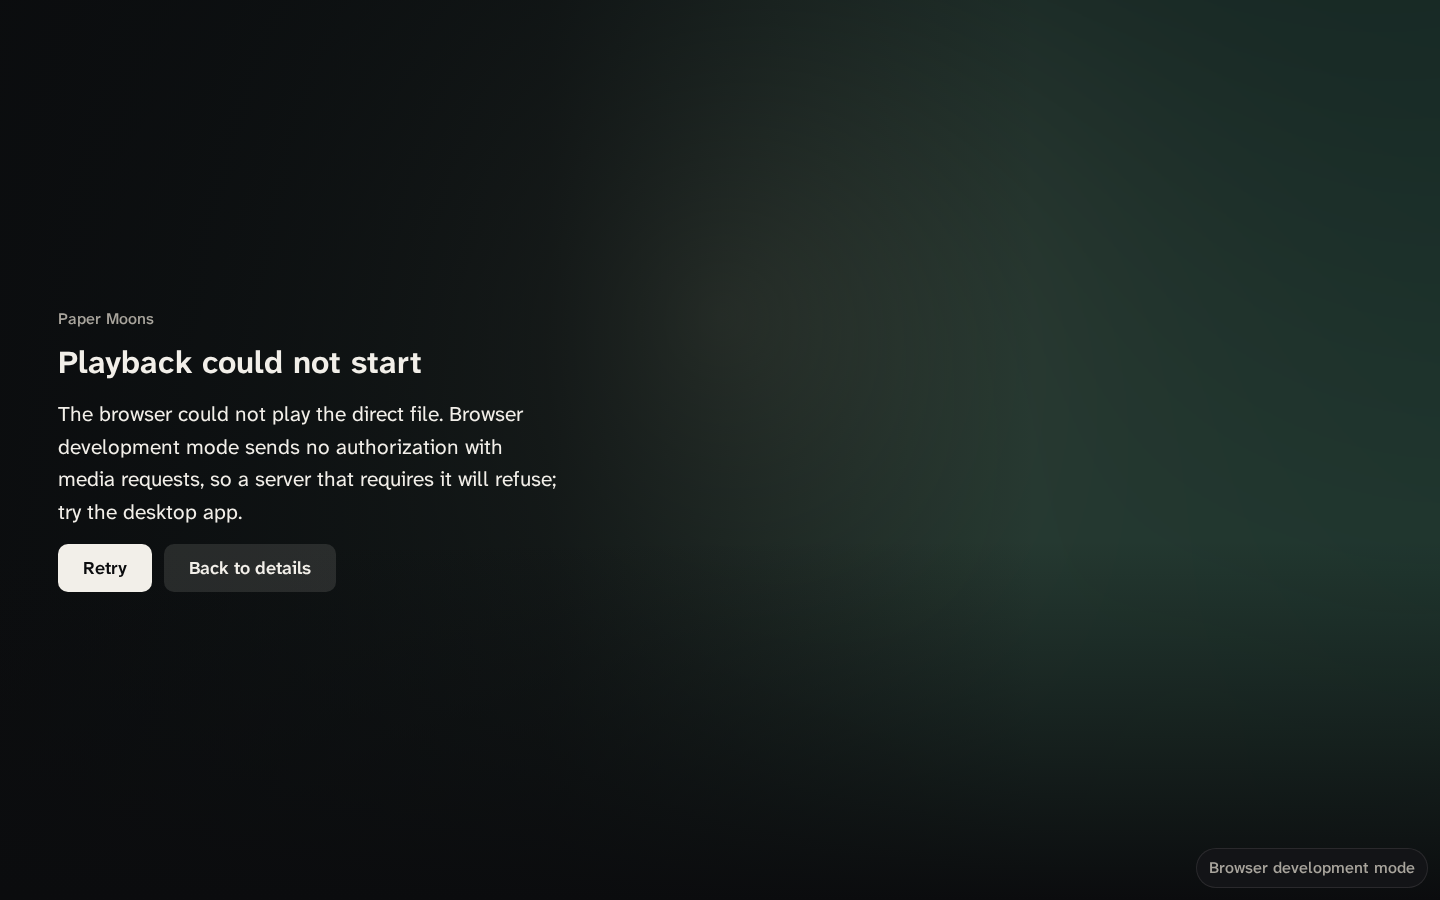 Paper Moons
Playback could not start
The browser could not play the direct file. Browser
development mode sends no authorization with
media requests, so a server that requires it will refuse;
try the desktop app.
Retry
Back to details
Browser development mode